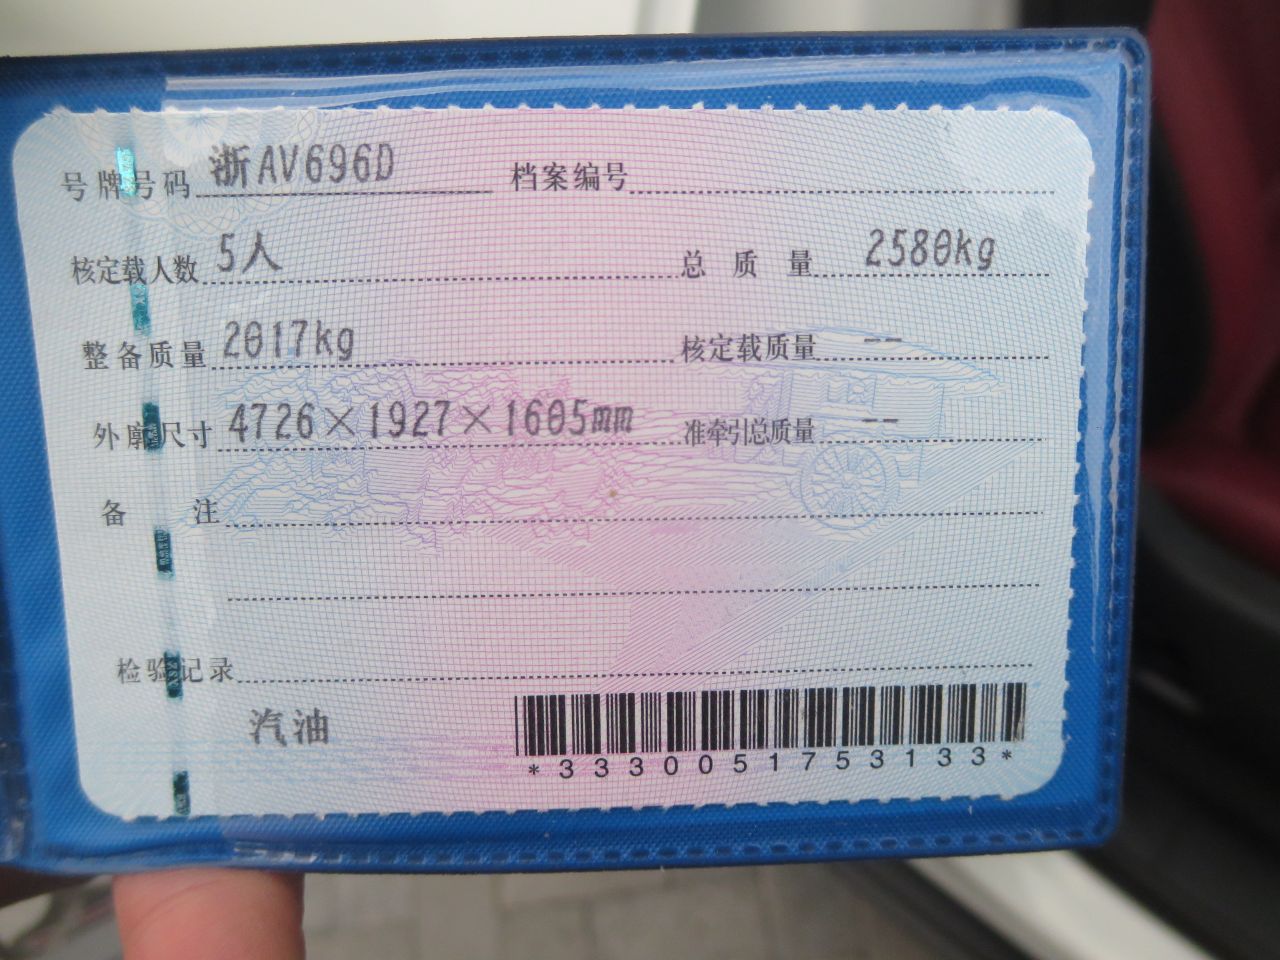 号牌号码 浙AV696D 档案编号
核定载人数 5人 总质量 2580kg
整备质量 2017kg 核定载质量 --
外廓尺寸 4726×1927×1605mm 准牵引总质量 --
备注
检验记录
汽油
*3330051753133*